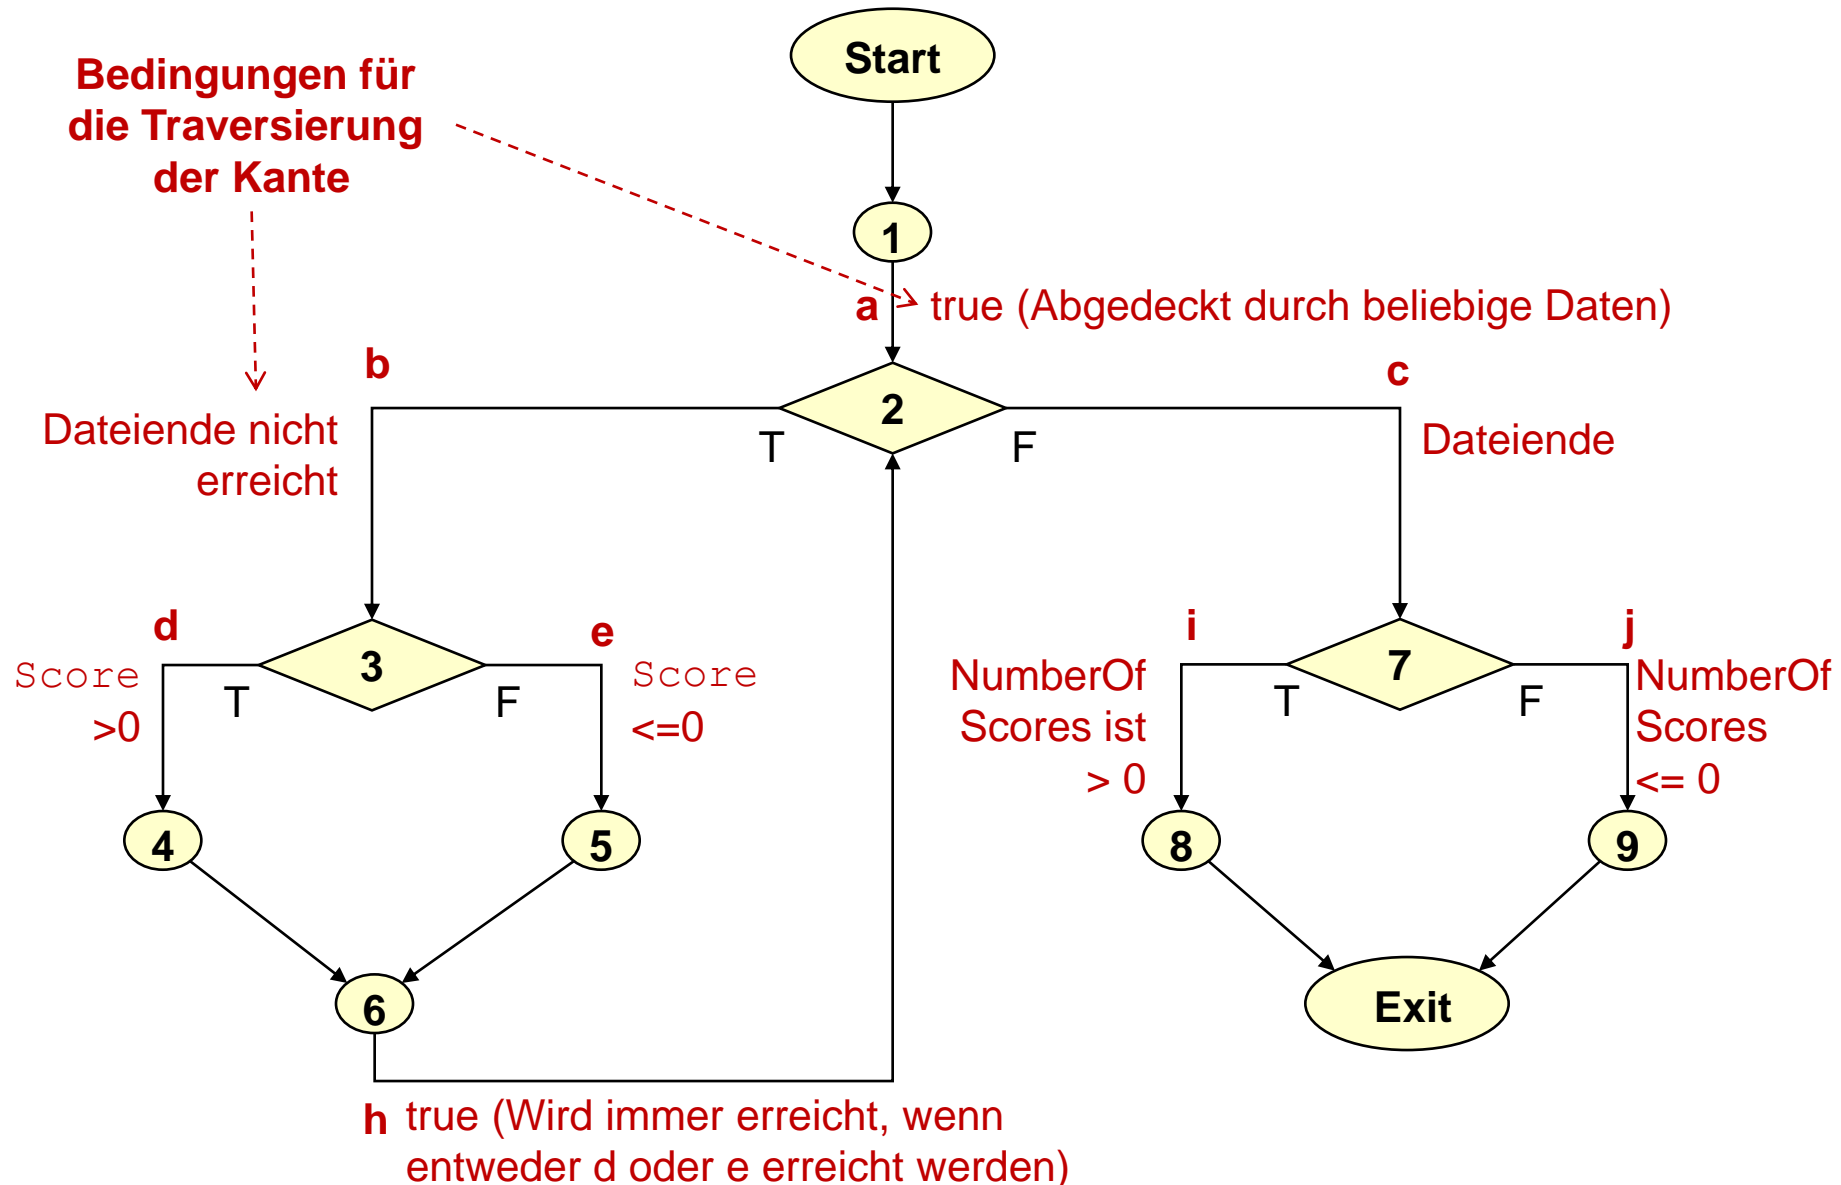 Start
Bedingungen für
die Traversierung
der Kante
1
a
true (Abgedeckt durch beliebige Daten)
b
c
2
T
F
Dateiende nicht
erreicht
Dateiende
d
e
3
T
F
Score
>0
Score
<=0
i
j
7
T
F
NumberOf
Scores ist
> 0
NumberOf
Scores
<= 0
4
5
8
9
6
Exit
h
true (Wird immer erreicht, wenn
entweder d oder e erreicht werden)